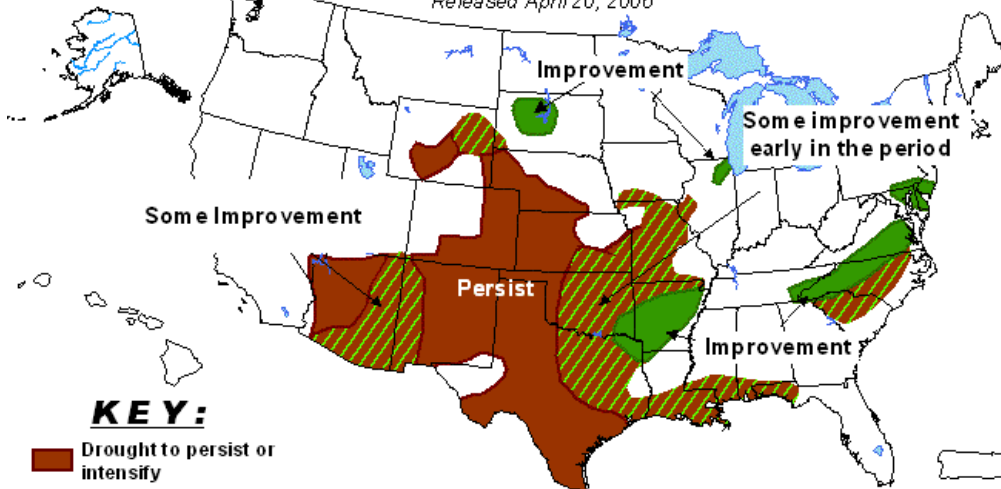 Released April 20, 2006
Improvement
Some improvement
early in the period
Some Improvement
Persist
Improvement
KEY:
Drought to persist or
intensify